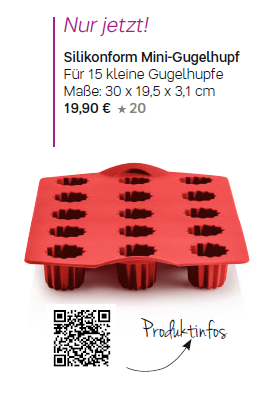 Nur jetzt!
Silikonform Mini-Gugelhupf
Für 15 kleine Gugelhupfe
Maße: 30 x 19,5 x 3,1 cm
19,90 € ★ 20
Produktinfos